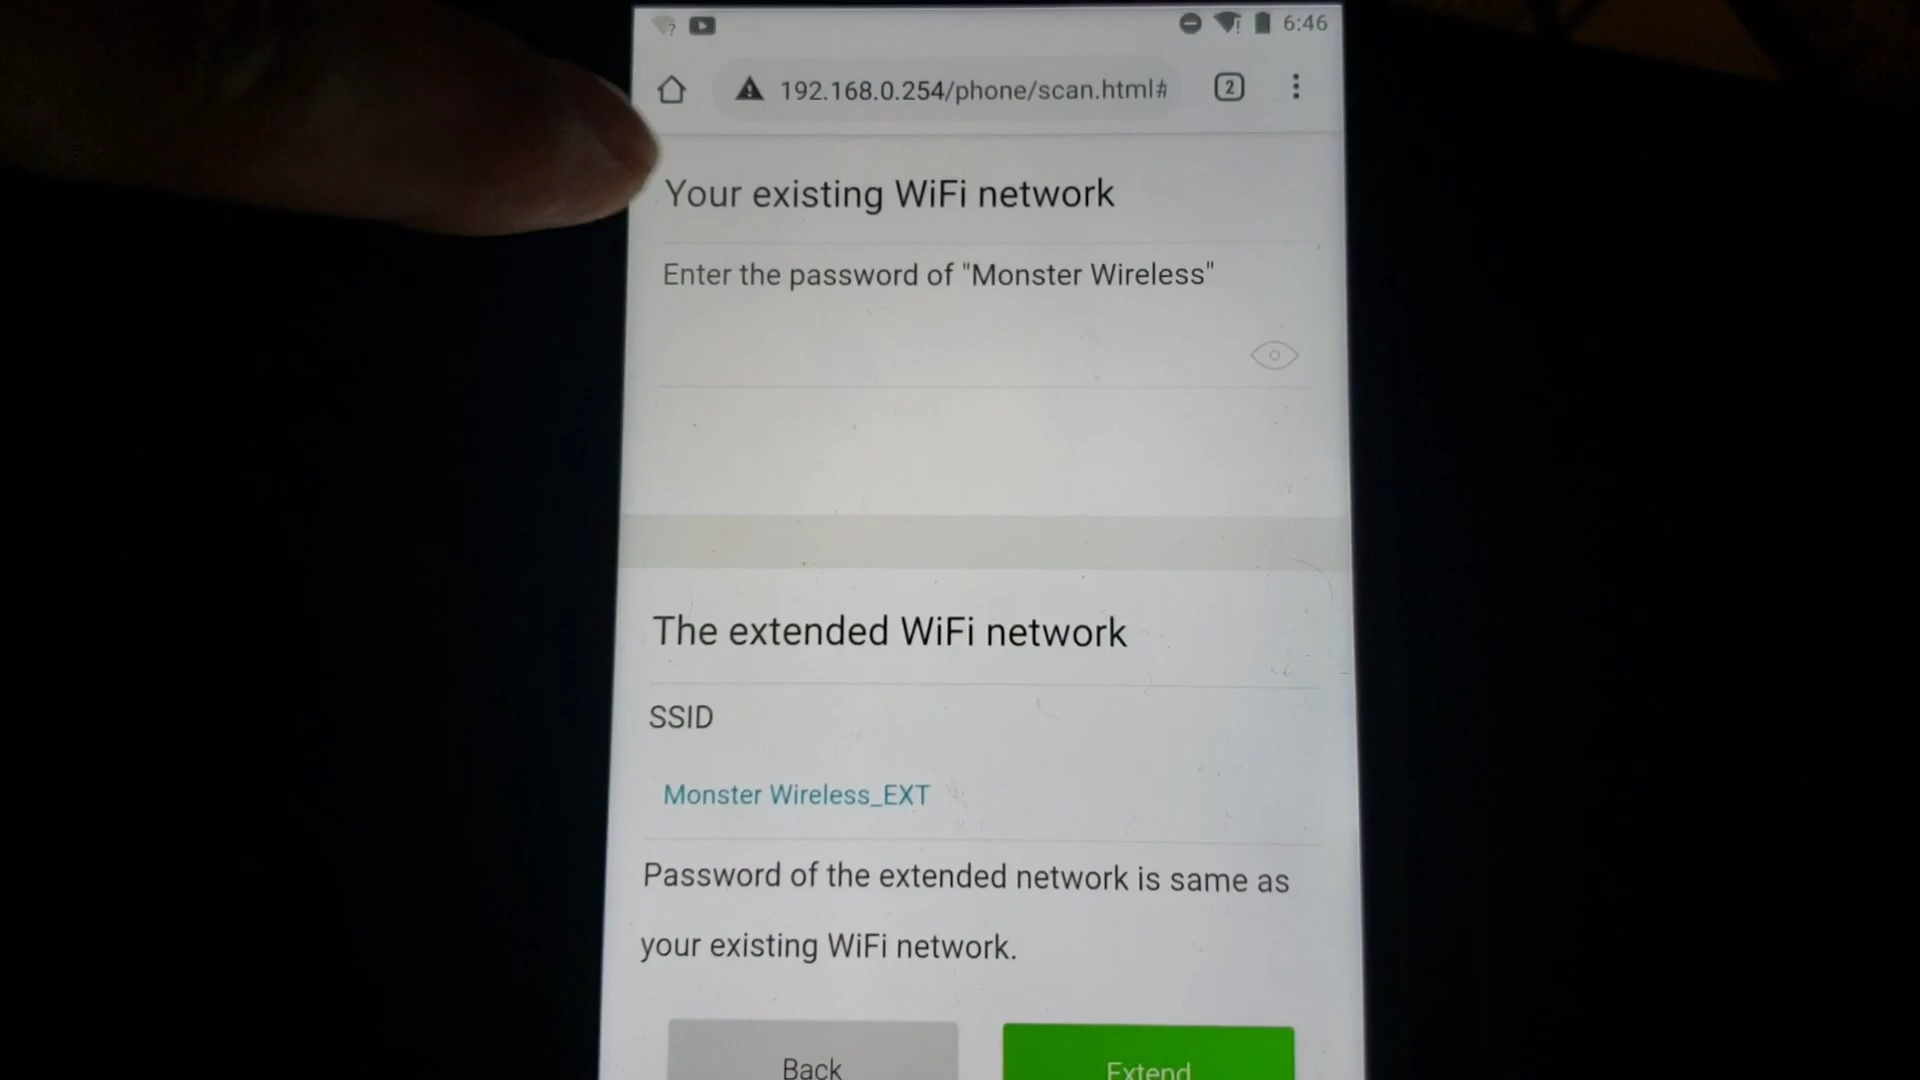 6:46
192.168.0.254/phone/scan.html#
2
Your existing WiFi network
Enter the password of "Monster Wireless"
The extended WiFi network
SSID
Monster Wireless_EXT
Password of the extended network is same as
your existing WiFi network.
Back
Extend